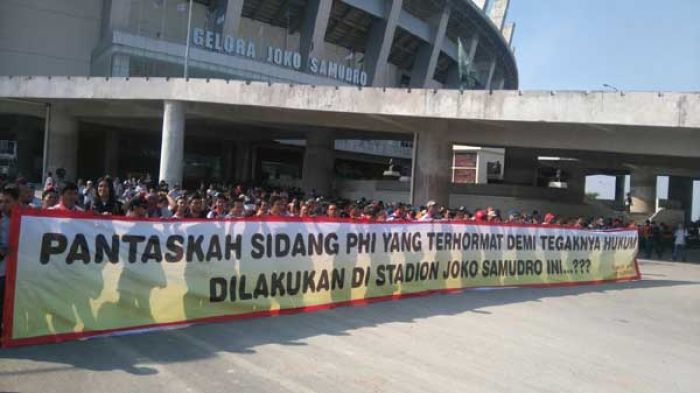 GELORA JOKO SAMUDRO
PANTASKAH SIDANG PHI YANG TERHORMAT DEMI TEGAKNYA HUKUM
DILAKUKAN DI STADION JOKO SAMUDRO INI...???